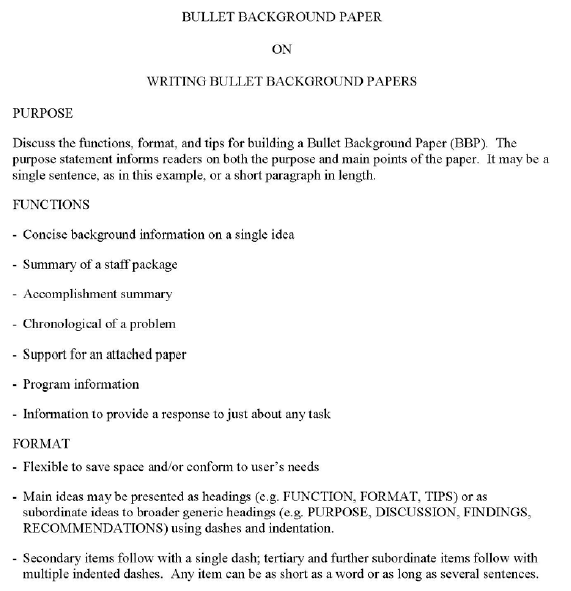 BULLET BACKGROUND PAPER
ON
WRITING BULLET BACKGROUND PAPERS
PURPOSE
Discuss the functions, format, and tips for building a Bullet Background Paper (BBP).  The
purpose statement informs readers on both the purpose and main points of the paper.  It may be a
single sentence, as in this example, or a short paragraph in length.
FUNCTIONS
- Concise background information on a single idea
- Summary of a staff package
- Accomplishment summary
- Chronological of a problem
- Support for an attached paper
- Program information
- Information to provide a response to just about any task
FORMAT
- Flexible to save space and/or conform to user's needs
- Main ideas may be presented as headings (e.g. FUNCTION, FORMAT, TIPS) or as
subordinate ideas to broader generic headings (e.g. PURPOSE, DISCUSSION, FINDINGS,
RECOMMENDATIONS) using dashes and indentation.
- Secondary items follow with a single dash; tertiary and further subordinate items follow with
multiple indented dashes.  Any item can be as short as a word or as long as several sentences.